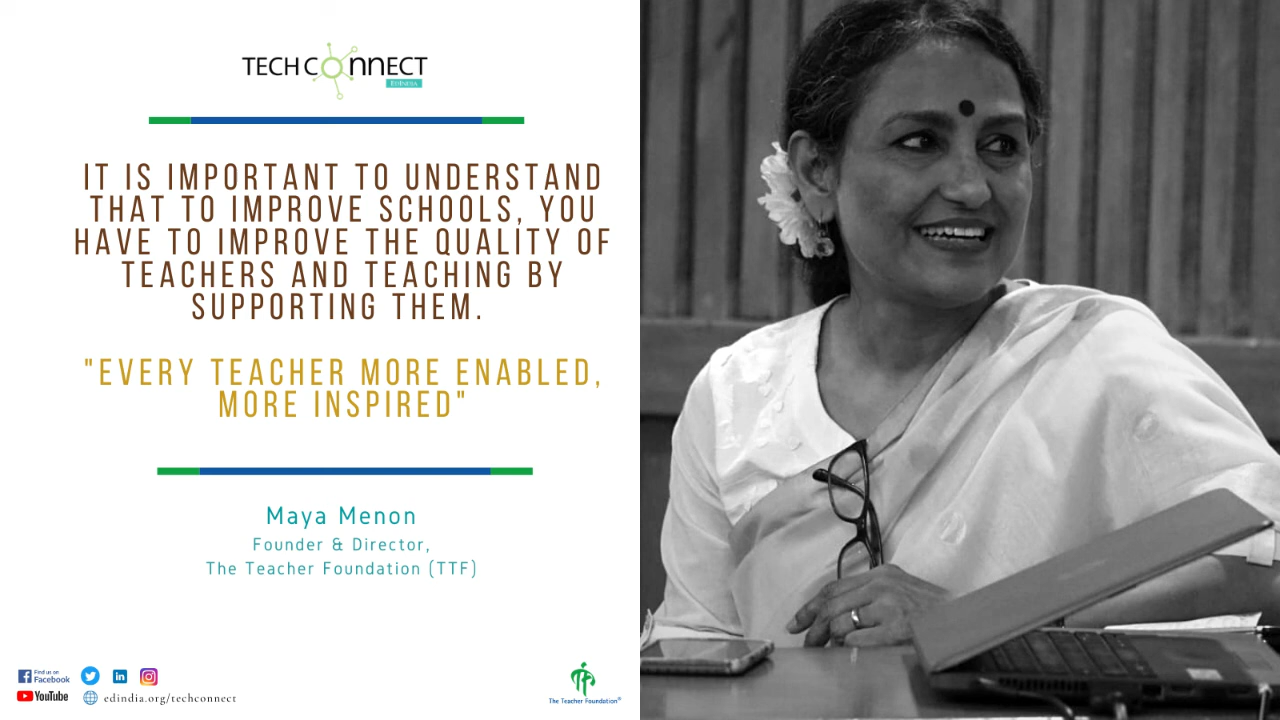 TECH CONNECT
EDINDIA
IT IS IMPORTANT TO UNDERSTAND
THAT TO IMPROVE SCHOOLS, YOU
HAVE TO IMPROVE THE QUALITY OF
TEACHERS AND TEACHING BY
SUPPORTING THEM.
"EVERY TEACHER MORE ENABLED,
MORE INSPIRED"
Maya Menon
Founder & Director,
The Teacher Foundation (TTF)
Find us on
Facebook
YouTube
edindia.org/techconnect
The Teacher Foundation®